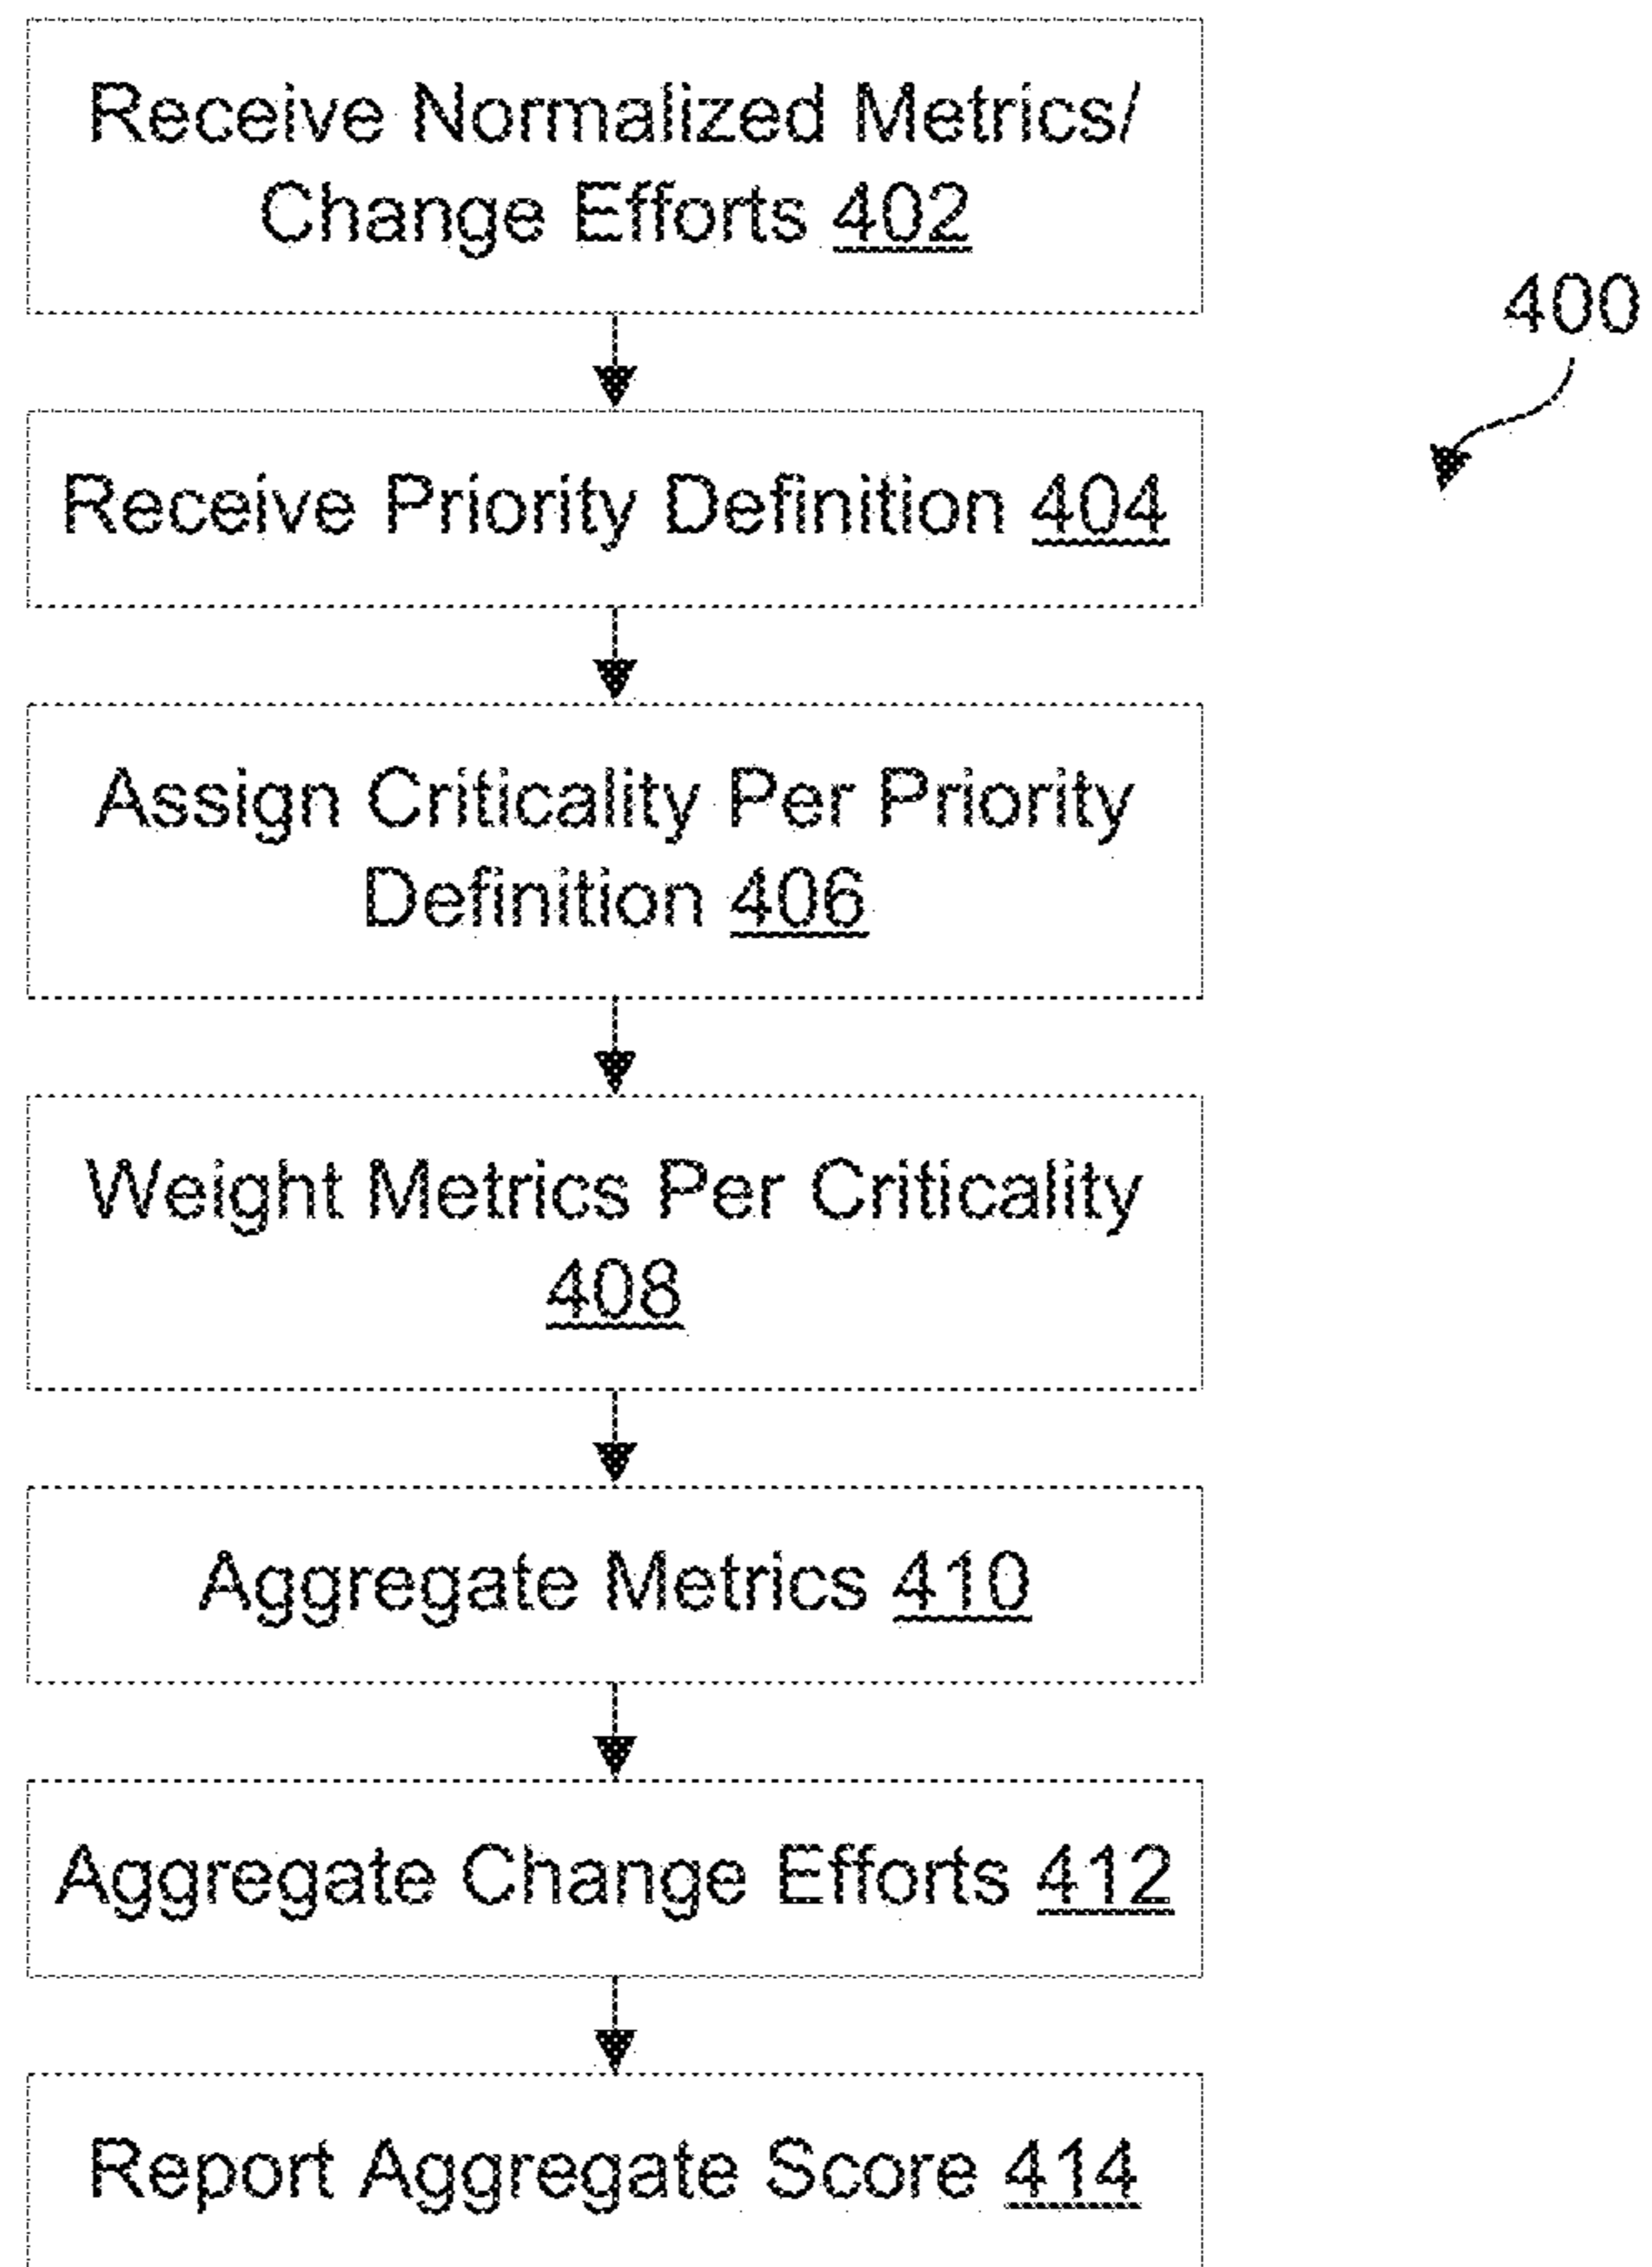 Receive Normalized Metrics/
Change Efforts 402
400
Receive Priority Definition 404
Assign Criticality Per Priority
Definition 406
Weight Metrics Per Criticality
408
Aggregate Metrics 410
Aggregate Change Efforts 412
Report Aggregate Score 414